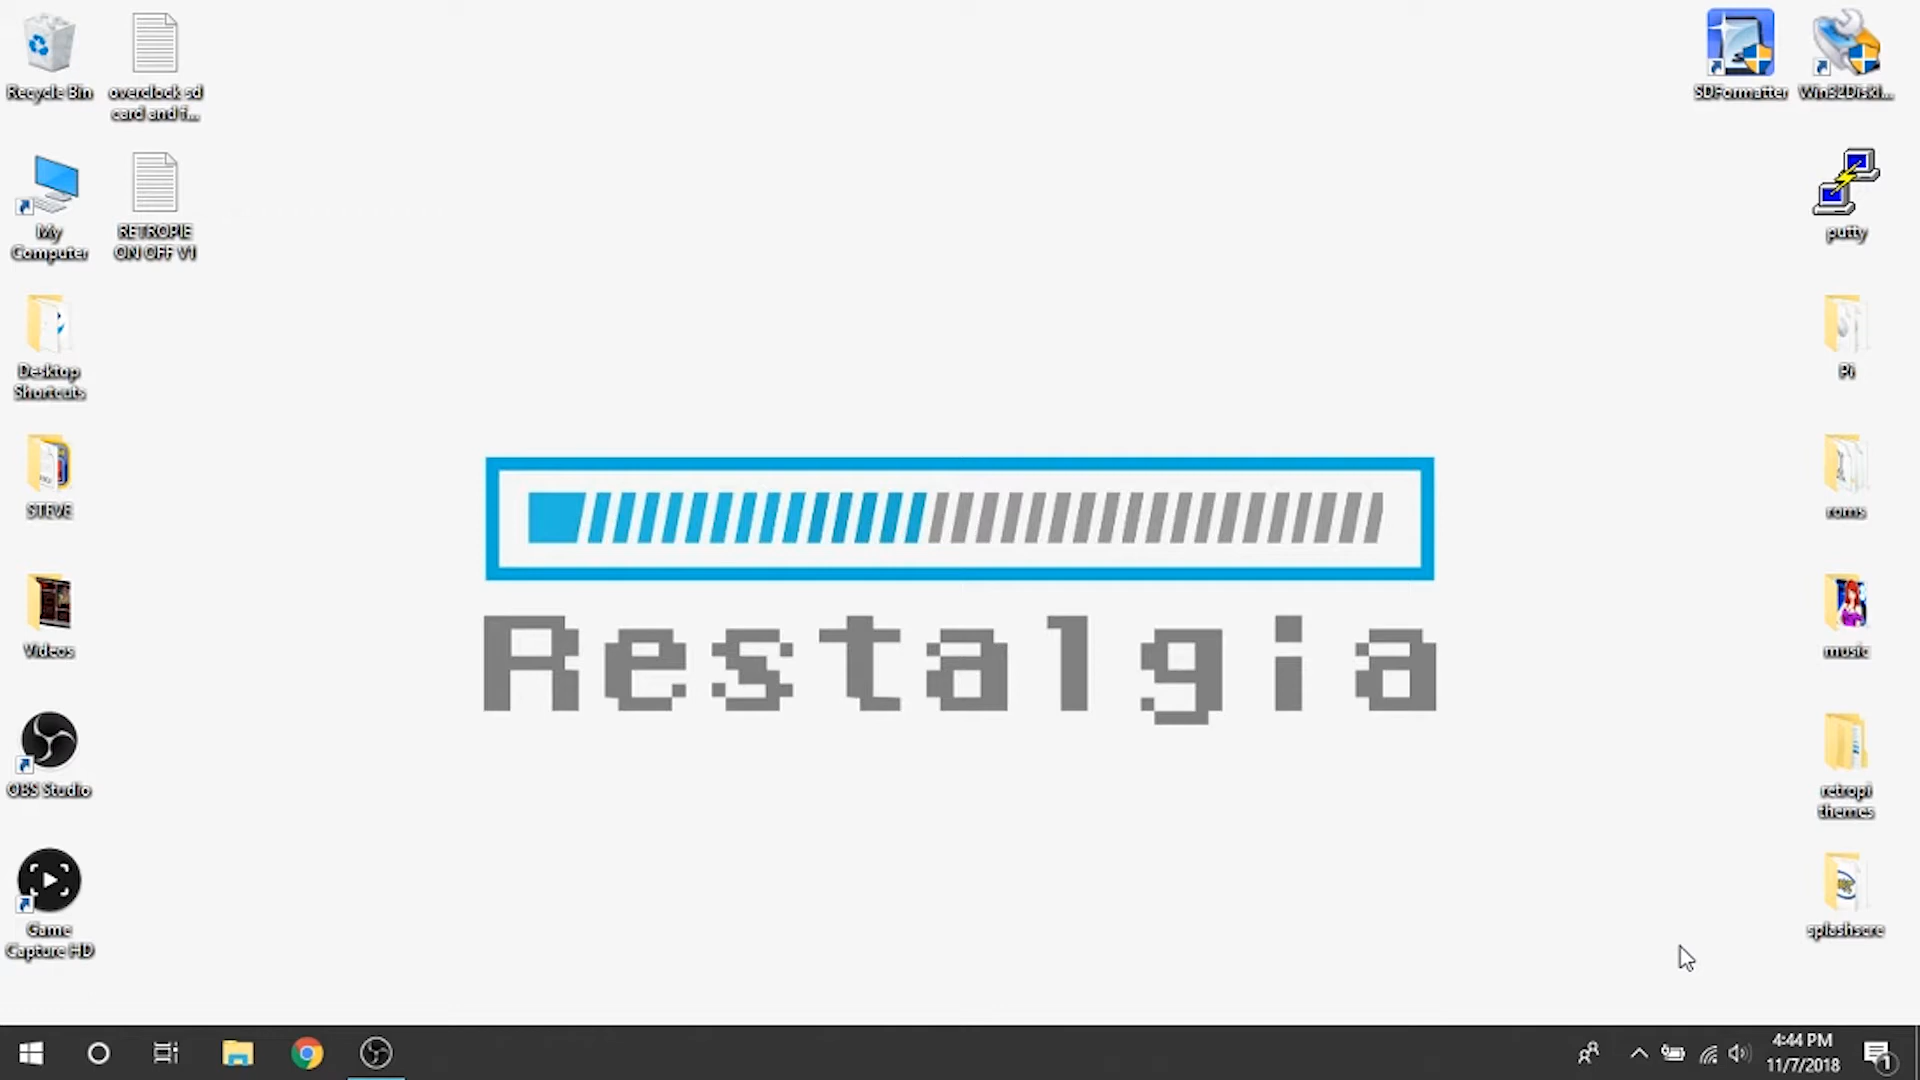 Recycle Bin
overclock sd
card and f...
SDFormatter
Win32DiskI...
My
Computer
RETROPIE
ON OFF V1
putty
Desktop
Shortcuts
Pi
STEVE
roms
Restalgia
Videos
music
OBS Studio
retropi
themes
Game
Capture HD
splashscre
4:44 PM
11/7/2018
1